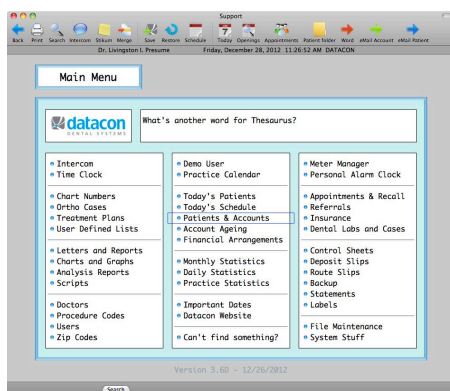 Support
Back Print Search Intercom Stikum Merge Save Restore Schedule Today Openings Appointments Patient folder Word eMail Account eMail Patient
7
Dr. Livingston I. Presume Friday, December 28, 2012 11:26:52 AM DATACON
Main Menu
datacon
DENTAL SYSTEMS
What's another word for Thesaurus?
Intercom
Time Clock
Chart Numbers
Ortho Cases
Treatment Plans
User Defined Lists
Letters and Reports
Charts and Graphs
Analysis Reports
Scripts
Doctors
Procedure Codes
Users
Zip Codes
Demo User
Practice Calendar
Today's Patients
Today's Schedule
Patients & Accounts
Account Ageing
Financial Arrangements
Monthly Statistics
Daily Statistics
Practice Statistics
Important Dates
Datacon Website
Can't find something?
Meter Manager
Personal Alarm Clock
Appointments & Recall
Referrals
Insurance
Dental Labs and Cases
Control Sheets
Deposit Slips
Route Slips
Backup
Statements
Labels
File Maintenance
System Stuff
Version 3.6D - 12/26/2012
Search